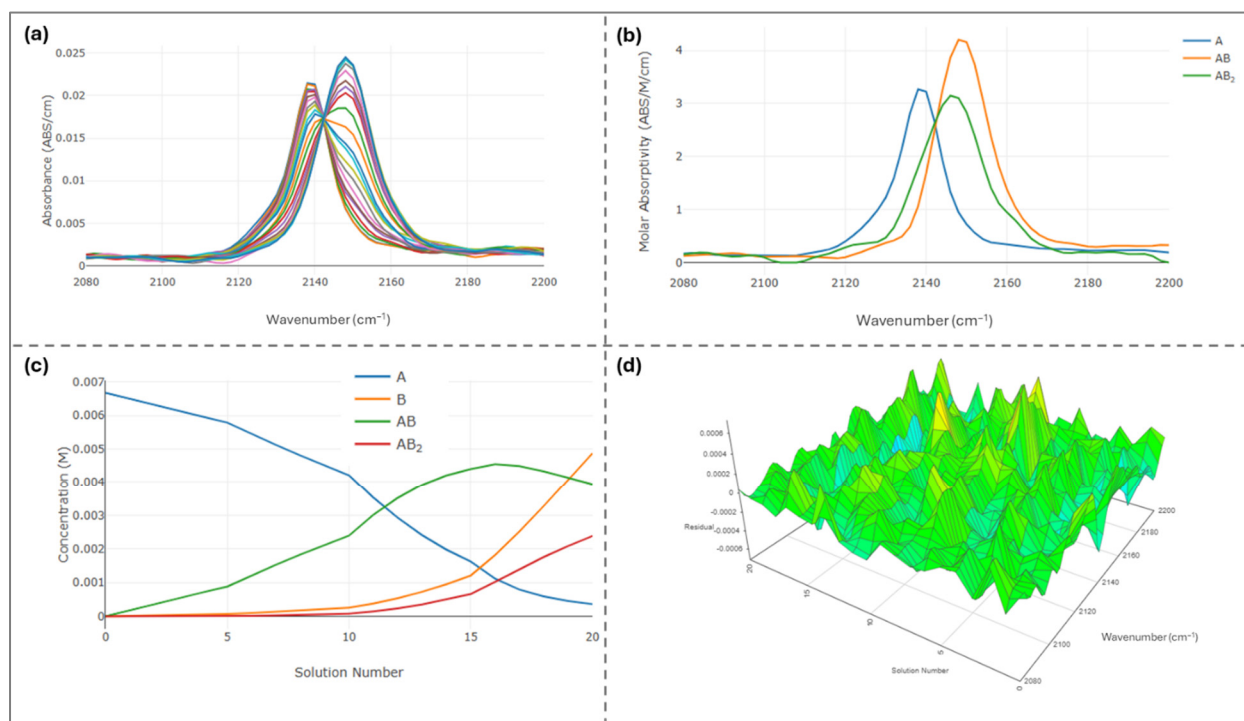 (a)
0.025
0.02
0.015
0.01
0.005
0
Absorbance (ABS/cm)
2080 2100 2120 2140 2160 2180 2200
Wavenumber (cm⁻¹)
(b)
4
3
2
1
0
Molar Absorptivity (ABS/M/cm)
2080 2100 2120 2140 2160 2180 2200
Wavenumber (cm⁻¹)
A
AB
AB₂
(c)
0.007
0.006
0.005
0.004
0.003
0.002
0.001
0
Concentration (M)
0 5 10 15 20
Solution Number
A
B
AB
AB₂
(d)
0.0006
0.0004
0.0002
0
-0.0002
-0.0004
-0.0006
Residual
20 15 10 5 0
Solution Number
2200
2180
2160
2140
2120
2100
2080
Wavenumber (cm⁻¹)